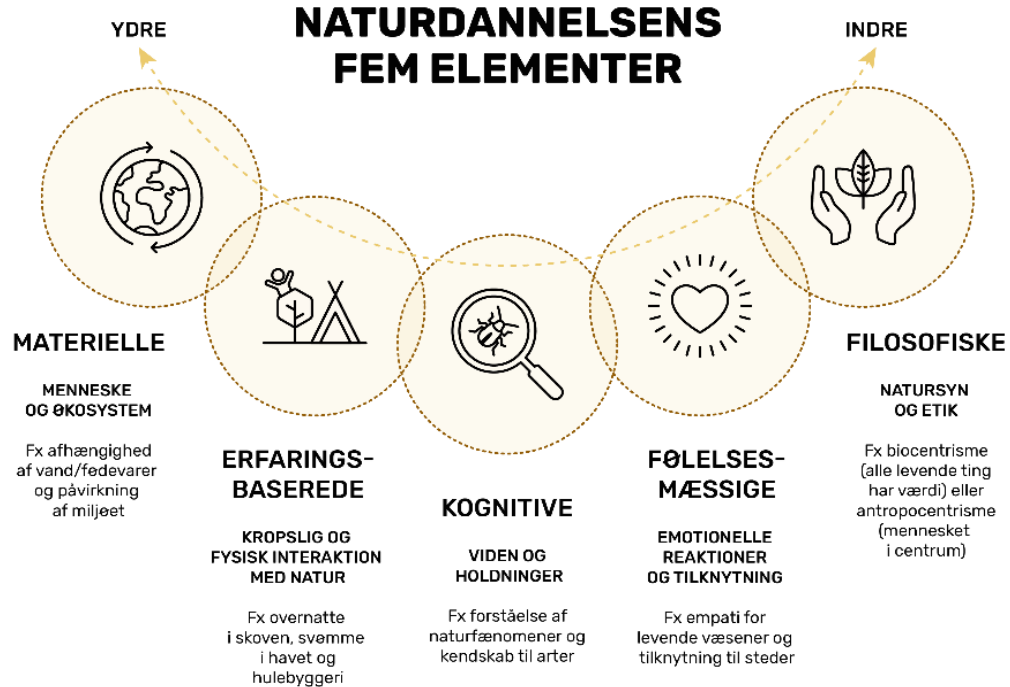 NATURDANNELSENS
FEM ELEMENTER
YDRE
INDRE
MATERIELLE
MENNESKE
OG ØKOSYSTEM
Fx afhængighed
af vand/fødevarer
og påvirkning
af miljøet
ERFARINGS-
BASEREDE
KROPSLIG OG
FYSISK INTERAKTION
MED NATUR
Fx overnatte
i skoven, svømme
i havet og
hulebyggeri
KOGNITIVE
VIDEN OG
HOLDNINGER
Fx forståelse af
naturfænomener og
kendskab til arter
FØLELSES-
MÆSSIGE
EMOTIONELLE
REAKTIONER
OG TILKNYTNING
Fx empati for
levende væsener og
tilknytning til steder
FILOSOFISKE
NATURSYN
OG ETIK
Fx biocentrisme
(alle levende ting
har værdi) eller
antropocentrisme
(mennesket
i centrum)